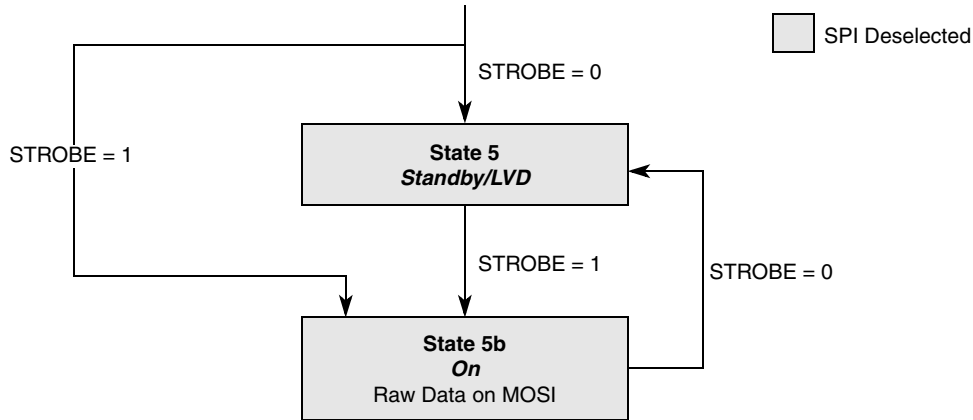 SPI Deselected
STROBE = 0
STROBE = 1
State 5
Standby/LVD
STROBE = 1
STROBE = 0
State 5b
On
Raw Data on MOSI